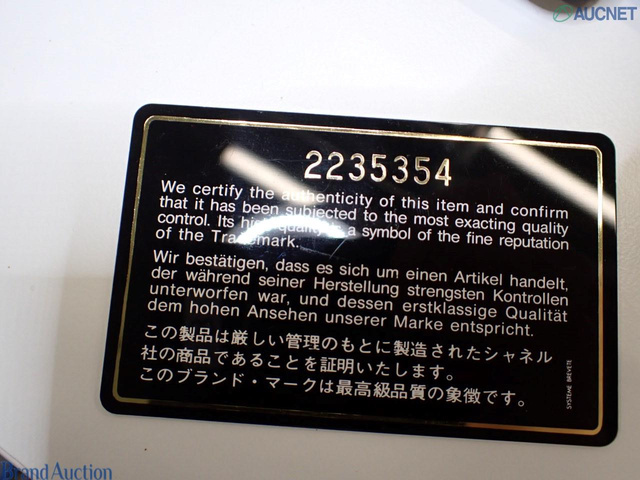 AUCNET
2235354
We certify the authenticity of this item and confirm
that it has been subjected to the most exacting quality
control. Its high quality is a symbol of the fine reputation
of the Trademark.
Wir bestätigen, dass es sich um einen Artikel handelt,
der während seiner Herstellung strengsten Kontrollen
unterworfen war, und dessen erstklassige Qualität
dem hohen Ansehen unserer Marke entspricht.
この製品は厳しい管理のもとに製造されたシャネル
社の商品であることを証明いたします。
このブランド・マークは最高級品質の象徴です。
SYSTEME BREVETE
Brand Auction